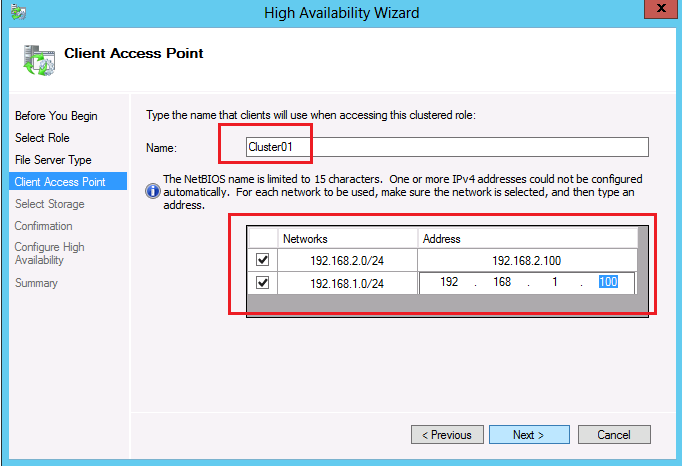 High Availability Wizard
x
Client Access Point
Before You Begin
Select Role
File Server Type
Client Access Point
Select Storage
Confirmation
Configure High
Availability
Summary
Type the name that clients will use when accessing this clustered role:
Name:
Cluster01
The NetBIOS name is limited to 15 characters. One or more IPv4 addresses could not be configured
automatically. For each network to be used, make sure the network is selected, and then type an
address.
Networks Address
192.168.2.0/24 192.168.2.100
192.168.1.0/24 192 . 168 . 1 . 100
< Previous Next > Cancel